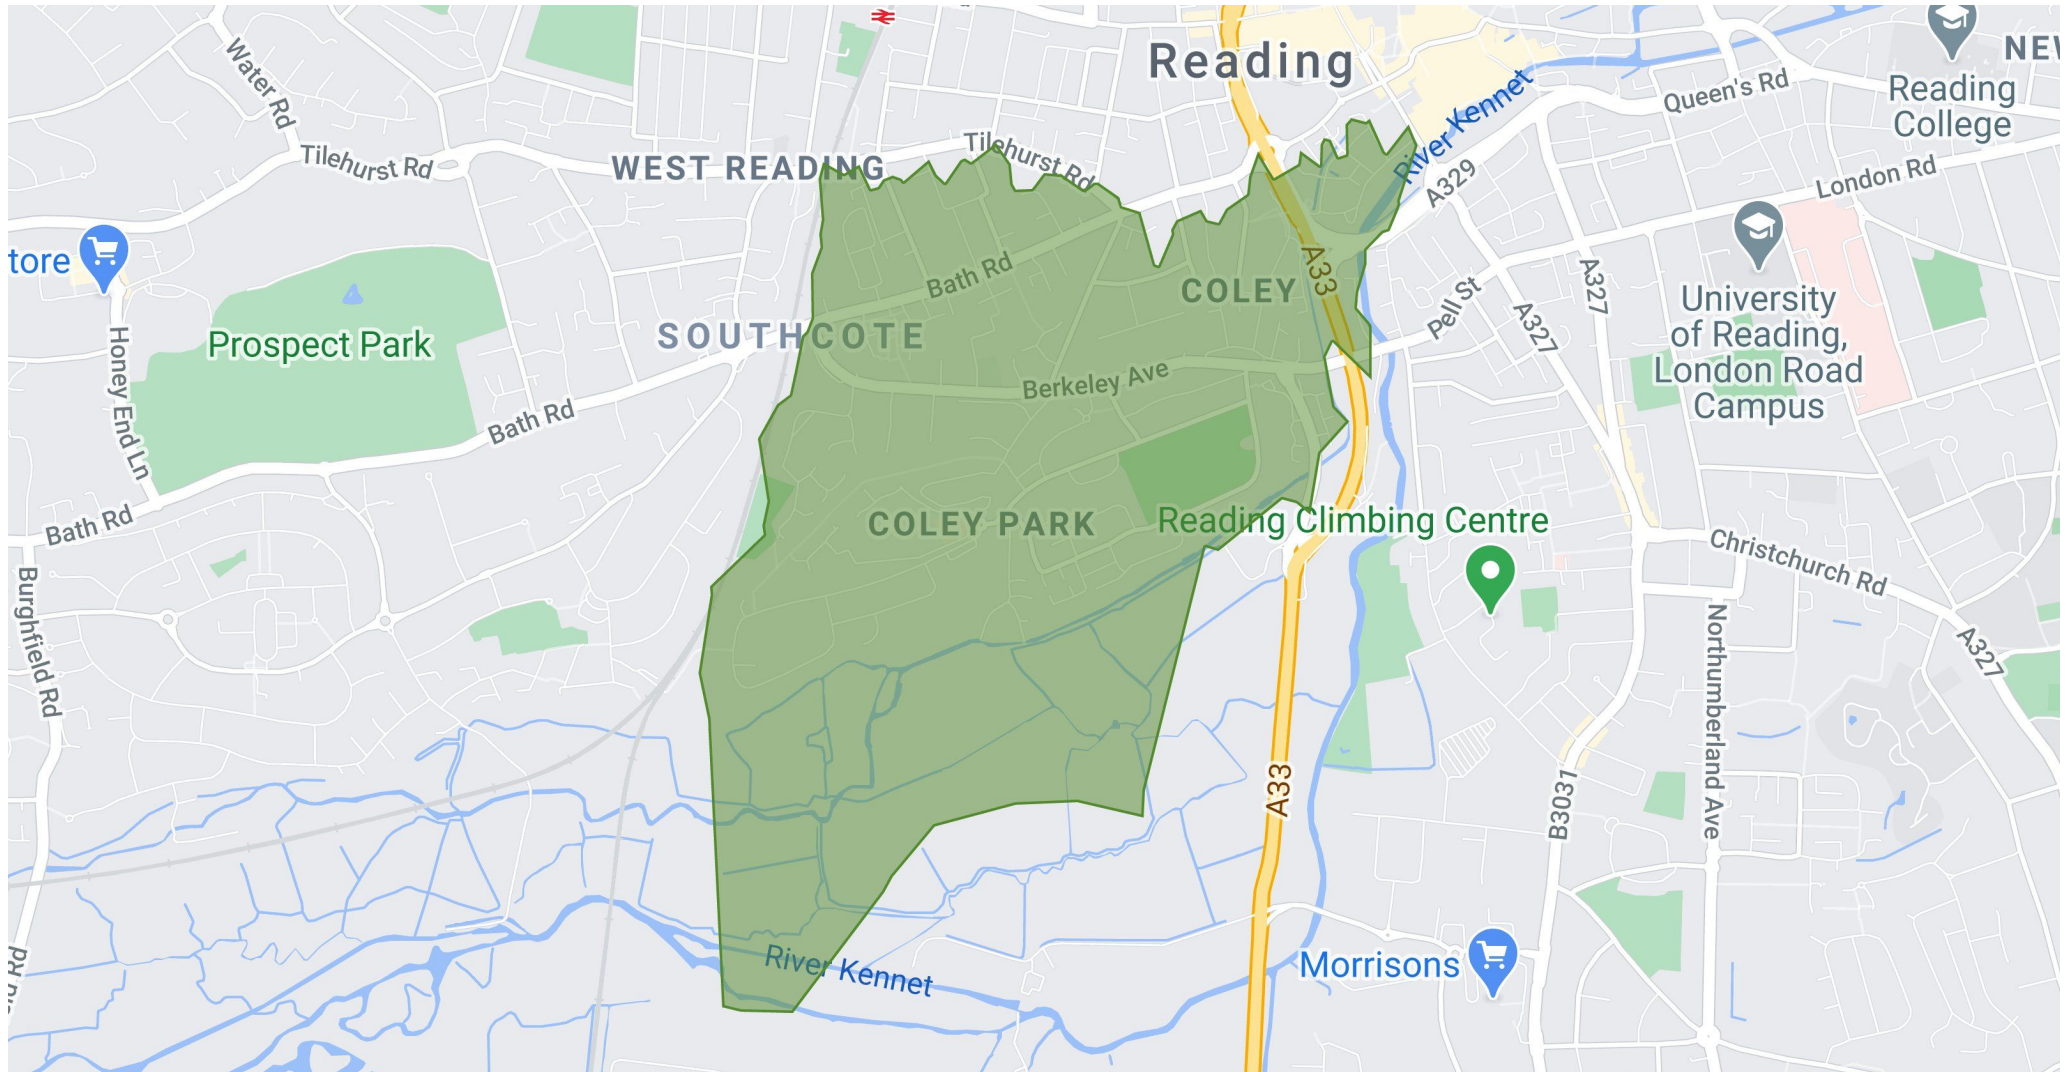 Reading
NEW
Reading
College
Queen's Rd
River Kennet
Water Rd
Tilehurst Rd
WEST READING
Tilehurst Rd
A329
London Rd
tore
Prospect Park
Honey End Ln
Bath Rd
SOUTHCOTE
Bath Rd
COLEY
A33
Pell St
A327
A327
University
of Reading,
London Road
Campus
Berkeley Ave
Bath Rd
COLEY PARK
Reading Climbing Centre
Christchurch Rd
Burghfield Rd
Northumberland Ave
A327
A33
B3031
River Kennet
Morrisons
Rd